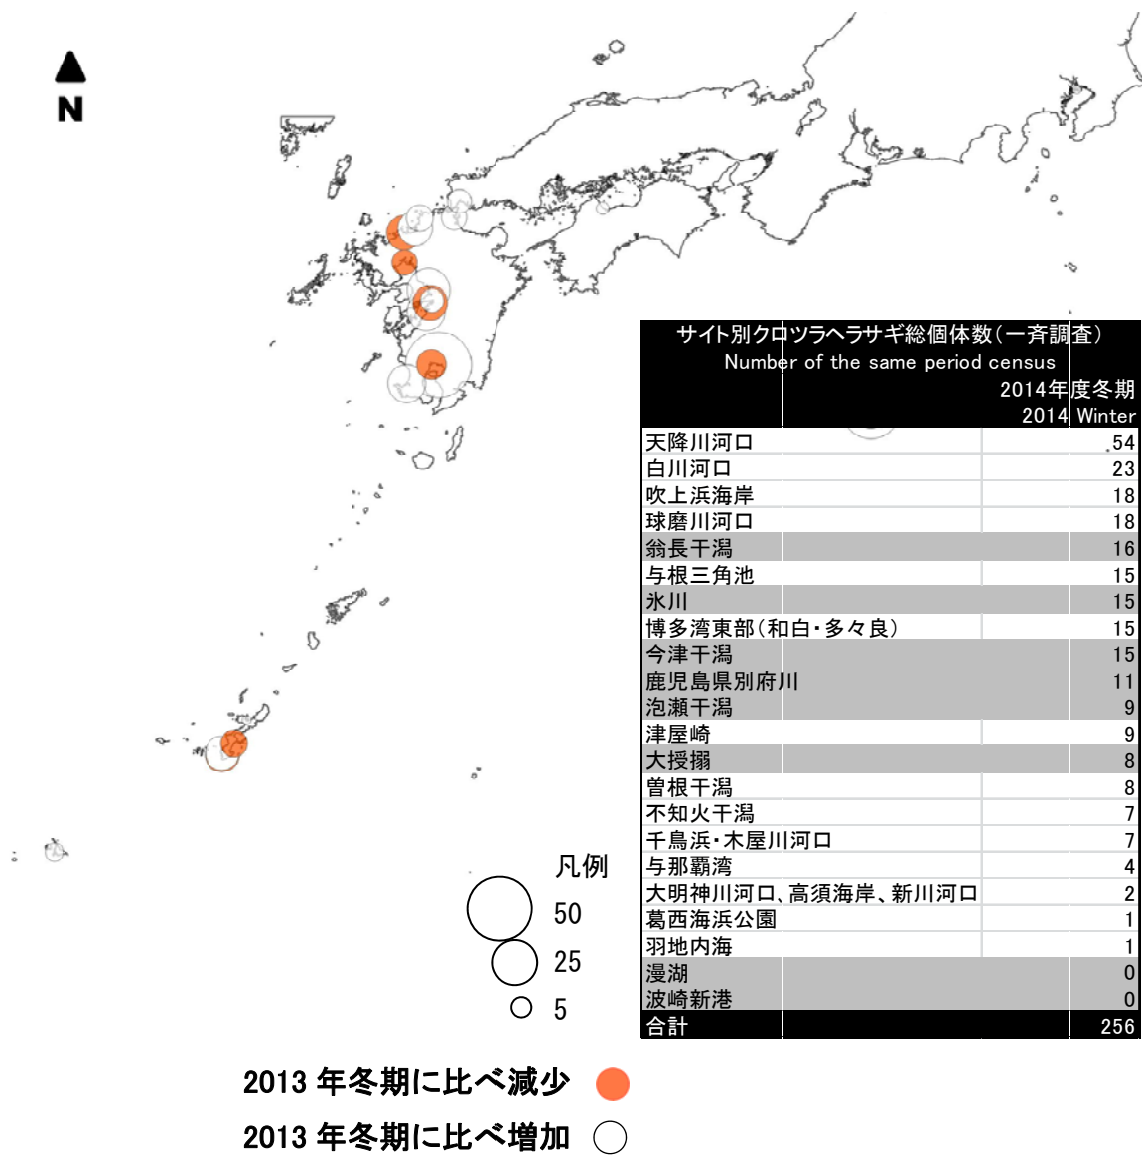 N
サイト別クロツラヘラサギ総個体数(一斉調査)
Number of the same period census
2014年度冬期
2014 Winter
天降川河口 54
白川河口 23
吹上浜海岸 18
球磨川河口 18
翁長干潟 16
与根三角池 15
氷川 15
博多湾東部(和白・多々良) 15
今津干潟 15
鹿児島県別府川 11
泡瀬干潟 9
津屋崎 9
大授搦 8
曽根干潟 8
不知火干潟 7
千鳥浜・木屋川河口 7
与那覇湾 4
大明神川河口、高須海岸、新川河口 2
葛西海浜公園 1
羽地内海 1
漫湖 0
波崎新港 0
合計 256
凡例
50
25
5
2013 年冬期に比べ減少
2013 年冬期に比べ増加